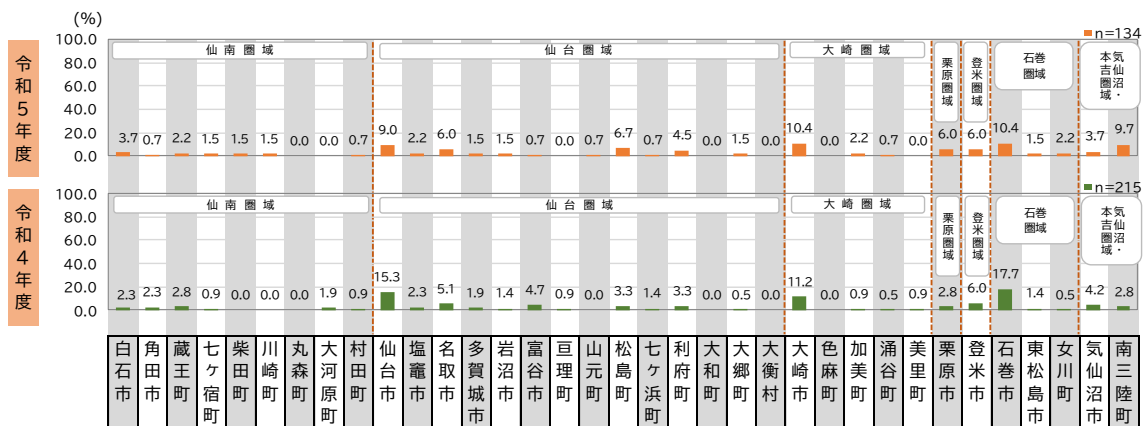 (%)
n=134
令和5年度
100.0
80.0
60.0
40.0
20.0
0.0
仙南圏域
仙台圏域
大崎圏域
栗原圏域
登米圏域
石巻
圏域
気仙沼・
本吉圏域
3.7 0.7 2.2 1.5 1.5 1.5 0.0 0.0 0.7 9.0 2.2 6.0 1.5 1.5 0.7 0.0 0.7 6.7 0.7 4.5 0.0 1.5 0.0 10.4 0.0 2.2 0.7 0.0 6.0 6.0 10.4 1.5 2.2 3.7 9.7
n=215
令和4年度
100.0
80.0
60.0
40.0
20.0
0.0
仙南圏域
仙台圏域
大崎圏域
栗原圏域
登米圏域
石巻
圏域
気仙沼・
本吉圏域
2.3 2.3 2.8 0.9 0.0 0.0 0.0 1.9 0.9 15.3 2.3 5.1 1.9 1.4 4.7 0.9 0.0 3.3 1.4 3.3 0.0 0.5 0.0 11.2 0.0 0.9 0.5 0.9 2.8 6.0 17.7 1.4 0.5 4.2 2.8
白石市
角田市
蔵王町
七ヶ宿町
柴田町
川崎町
丸森町
大河原町
村田町
仙台市
塩竈市
名取市
多賀城市
岩沼市
富谷市
亘理町
山元町
松島町
七ヶ浜町
利府町
大和町
大郷町
大衡村
大崎市
色麻町
加美町
涌谷町
美里町
栗原市
登米市
石巻市
東松島市
女川町
気仙沼市
南三陸町